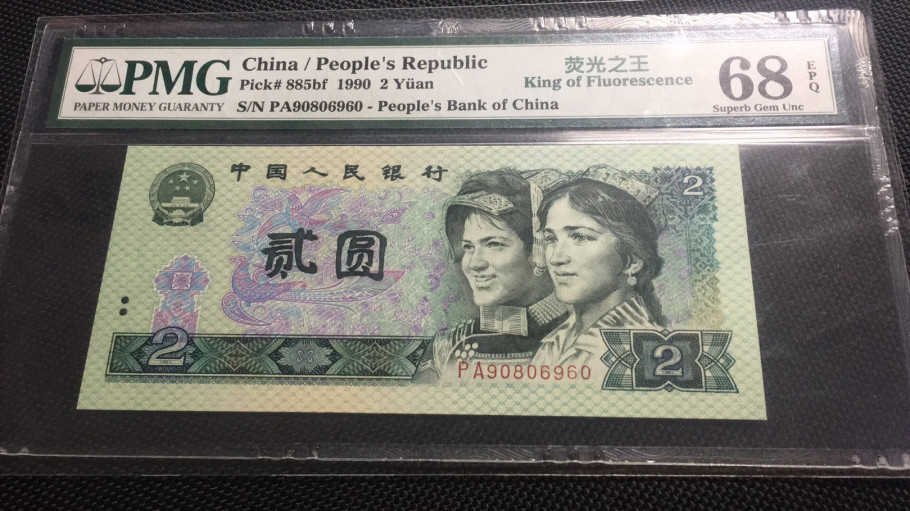 PMG
PAPER MONEY GUARANTY
China / People's Republic
Pick# 885bf 1990 2 Yüan
S/N PA90806960 - People's Bank of China
荧光之王
King of Fluorescence
68
EPQ
Superb Gem Unc
中国人民银行
2
贰圆
2
PA90806960
2